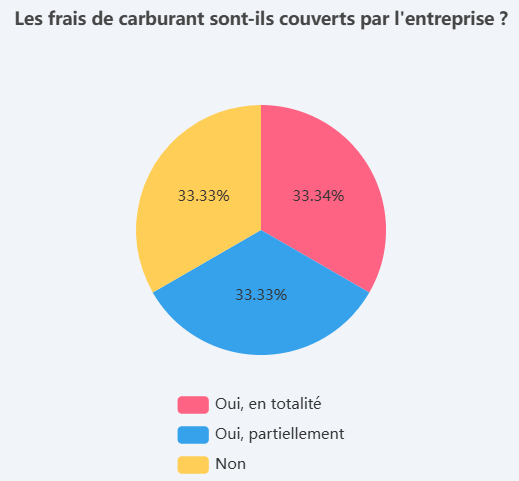 Les frais de carburant sont-ils couverts par l'entreprise ?
33.33%
33.34%
33.33%
Oui, en totalité
Oui, partiellement
Non